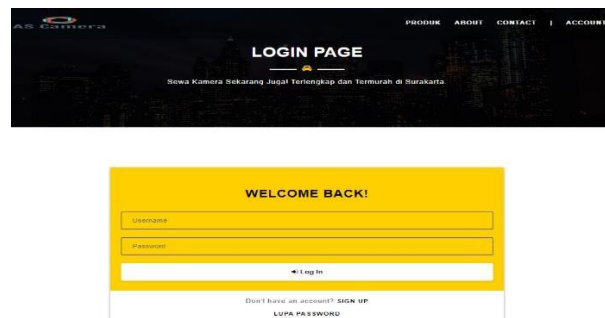 AS Camera
PRODUK ABOUT CONTACT | ACCOUNT
LOGIN PAGE
Sewa Kamera Sekarang Juga! Terlengkap dan Termurah di Surakarta.
WELCOME BACK!
Username
Password
Log In
Don't have an account? SIGN UP
LUPA PASSWORD